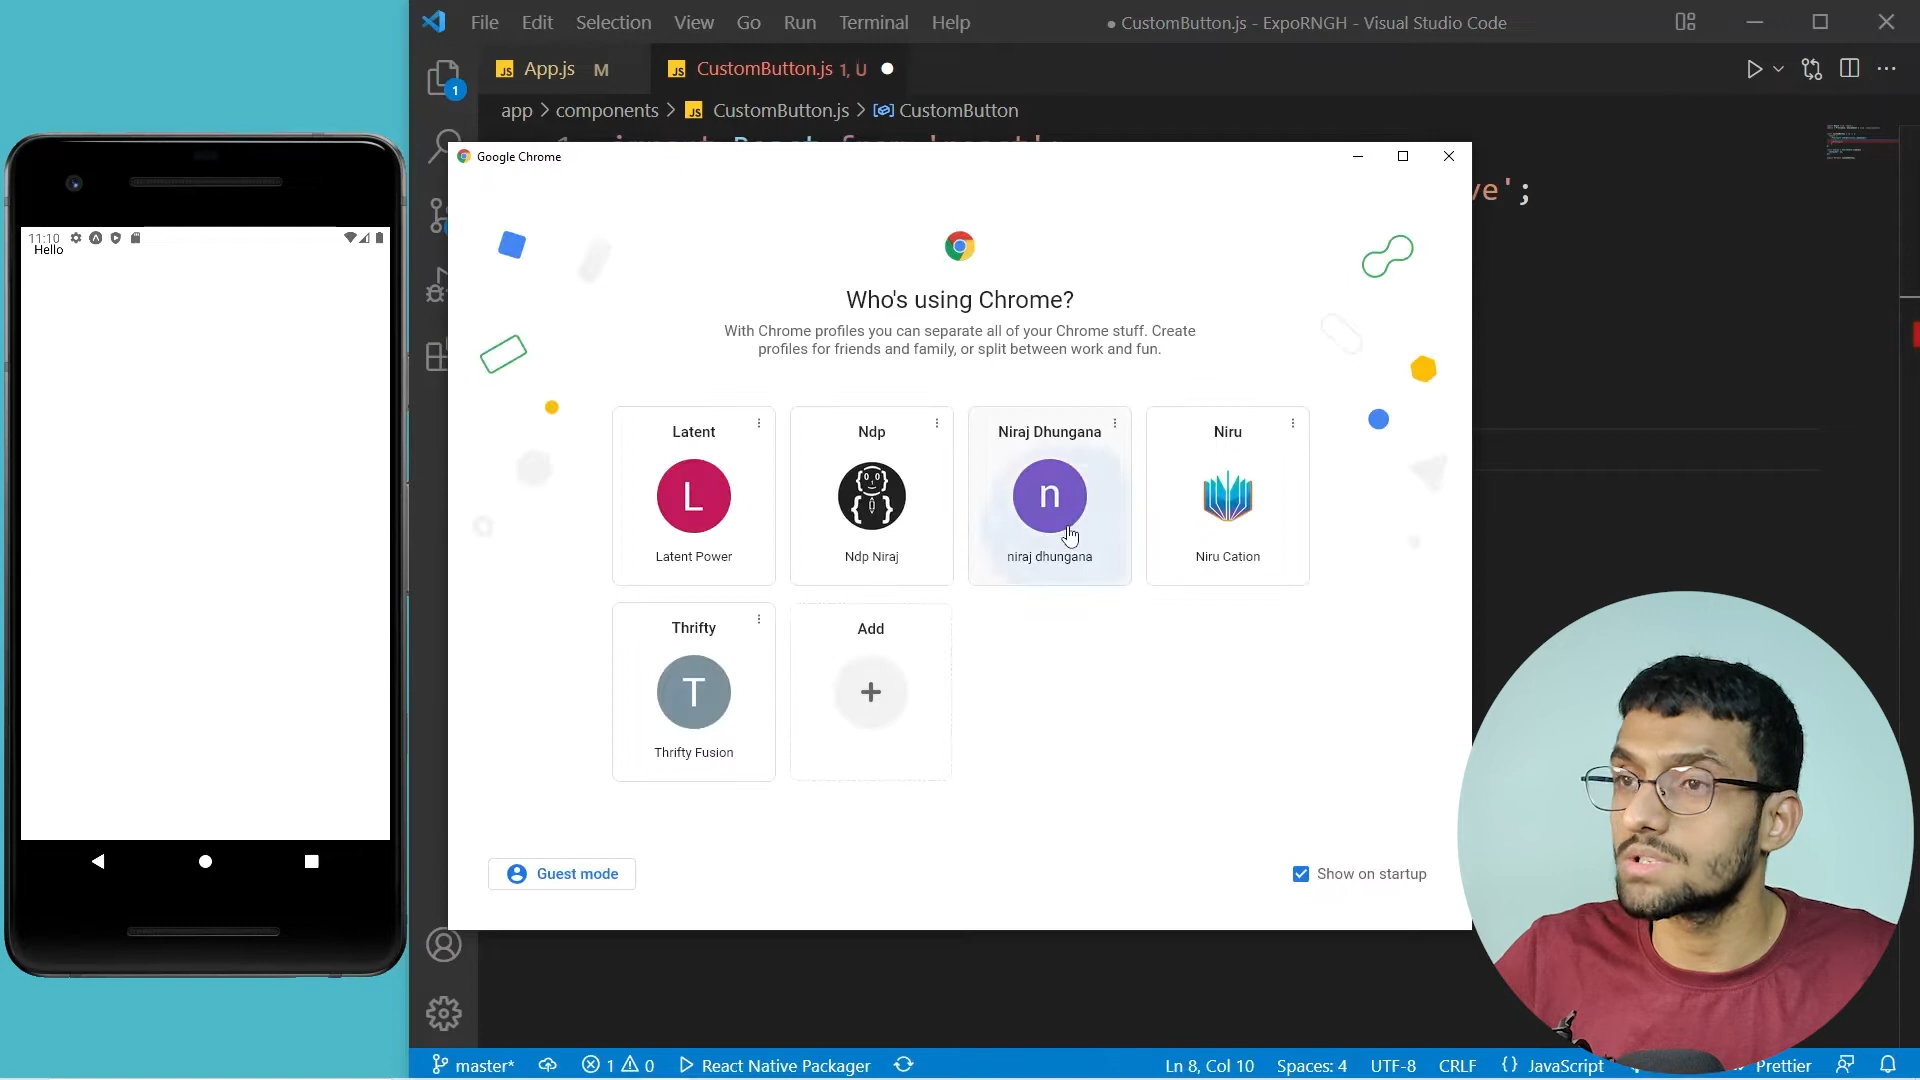 File Edit Selection View Go Run Terminal Help
● CustomButton.js - ExpoRNGH - Visual Studio Code
JS App.js M
JS CustomButton.js 1, U
1
app > components > JS CustomButton.js > CustomButton
Google Chrome
ve';
11:10
Hello
Who's using Chrome?
With Chrome profiles you can separate all of your Chrome stuff. Create
profiles for friends and family, or split between work and fun.
Latent
L
Latent Power
Ndp
Ndp Niraj
Niraj Dhungana
n
niraj dhungana
Niru
Niru Cation
Thrifty
T
Thrifty Fusion
Add
Guest mode
Show on startup
master* 1 0 React Native Packager
Ln 8, Col 10 Spaces: 4 UTF-8 CRLF {} JavaScript Prettier